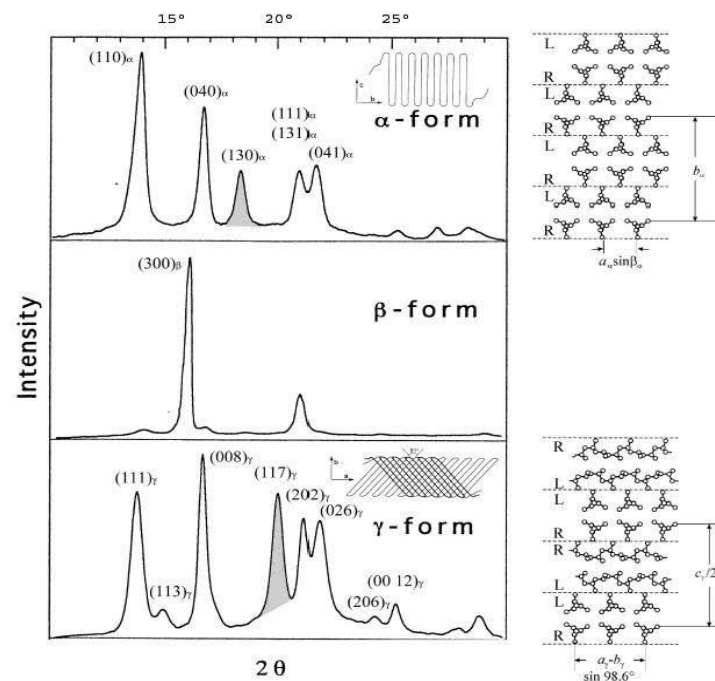 15° 20° 25°
(110)α
(040)α
(111)α
(131)α
(130)α
(041)α
c
b
α-form
(300)β
β-form
(111)γ
(008)γ
(117)γ
(202)γ
(026)γ
(113)γ
(206)γ
(00 12)γ
b
a
γ-form
Intensity
2θ
L
R
L
R
L
R
L
R
bα
aα sinβα
R
L
L
R
R
L
L
R
cγ/2
aγ-bγ
sin 98.6°